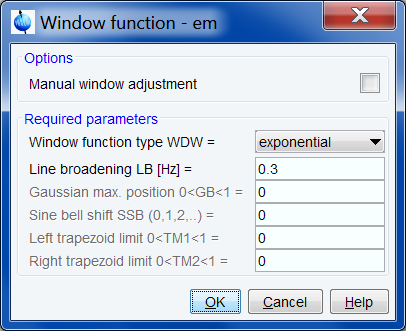 Window function - em
Options
Manual window adjustment
Required parameters
Window function type WDW = exponential
Line broadening LB [Hz] = 0.3
Gaussian max. position 0<GB<1 = 0
Sine bell shift SSB (0,1,2,..) = 0
Left trapezoid limit 0<TM1<1 = 0
Right trapezoid limit 0<TM2<1 = 0
OK Cancel Help